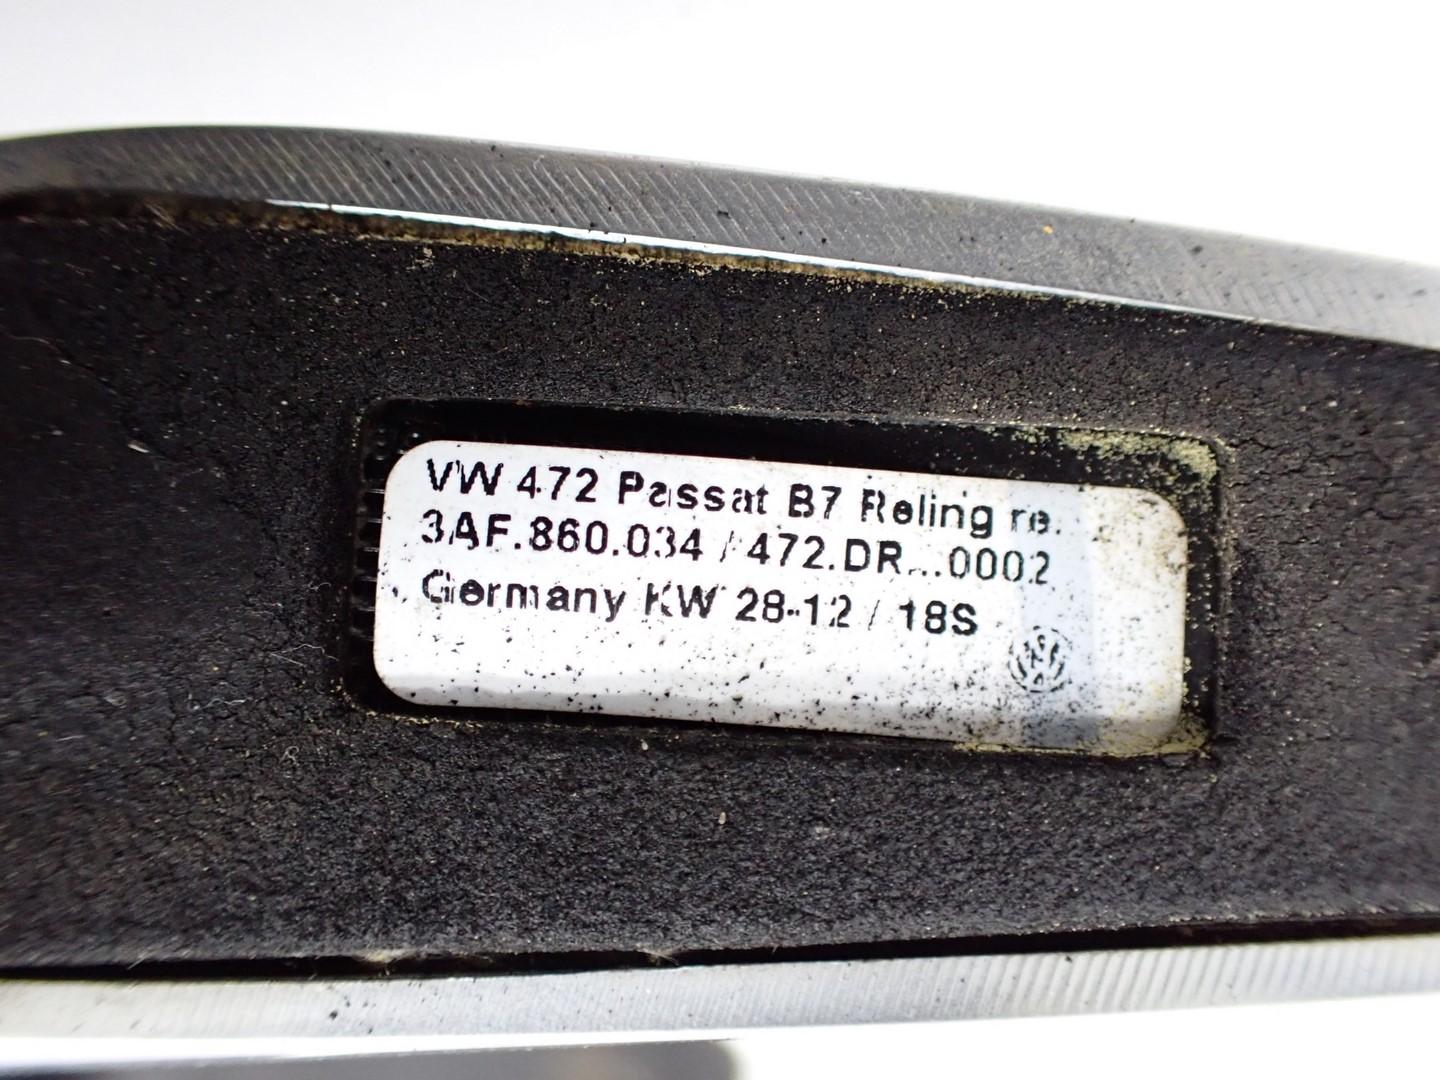 VW 472 Passat B7 Reling re.
3AF.860.034 / 472.DR...0002
Germany KW 28-12 / 18S